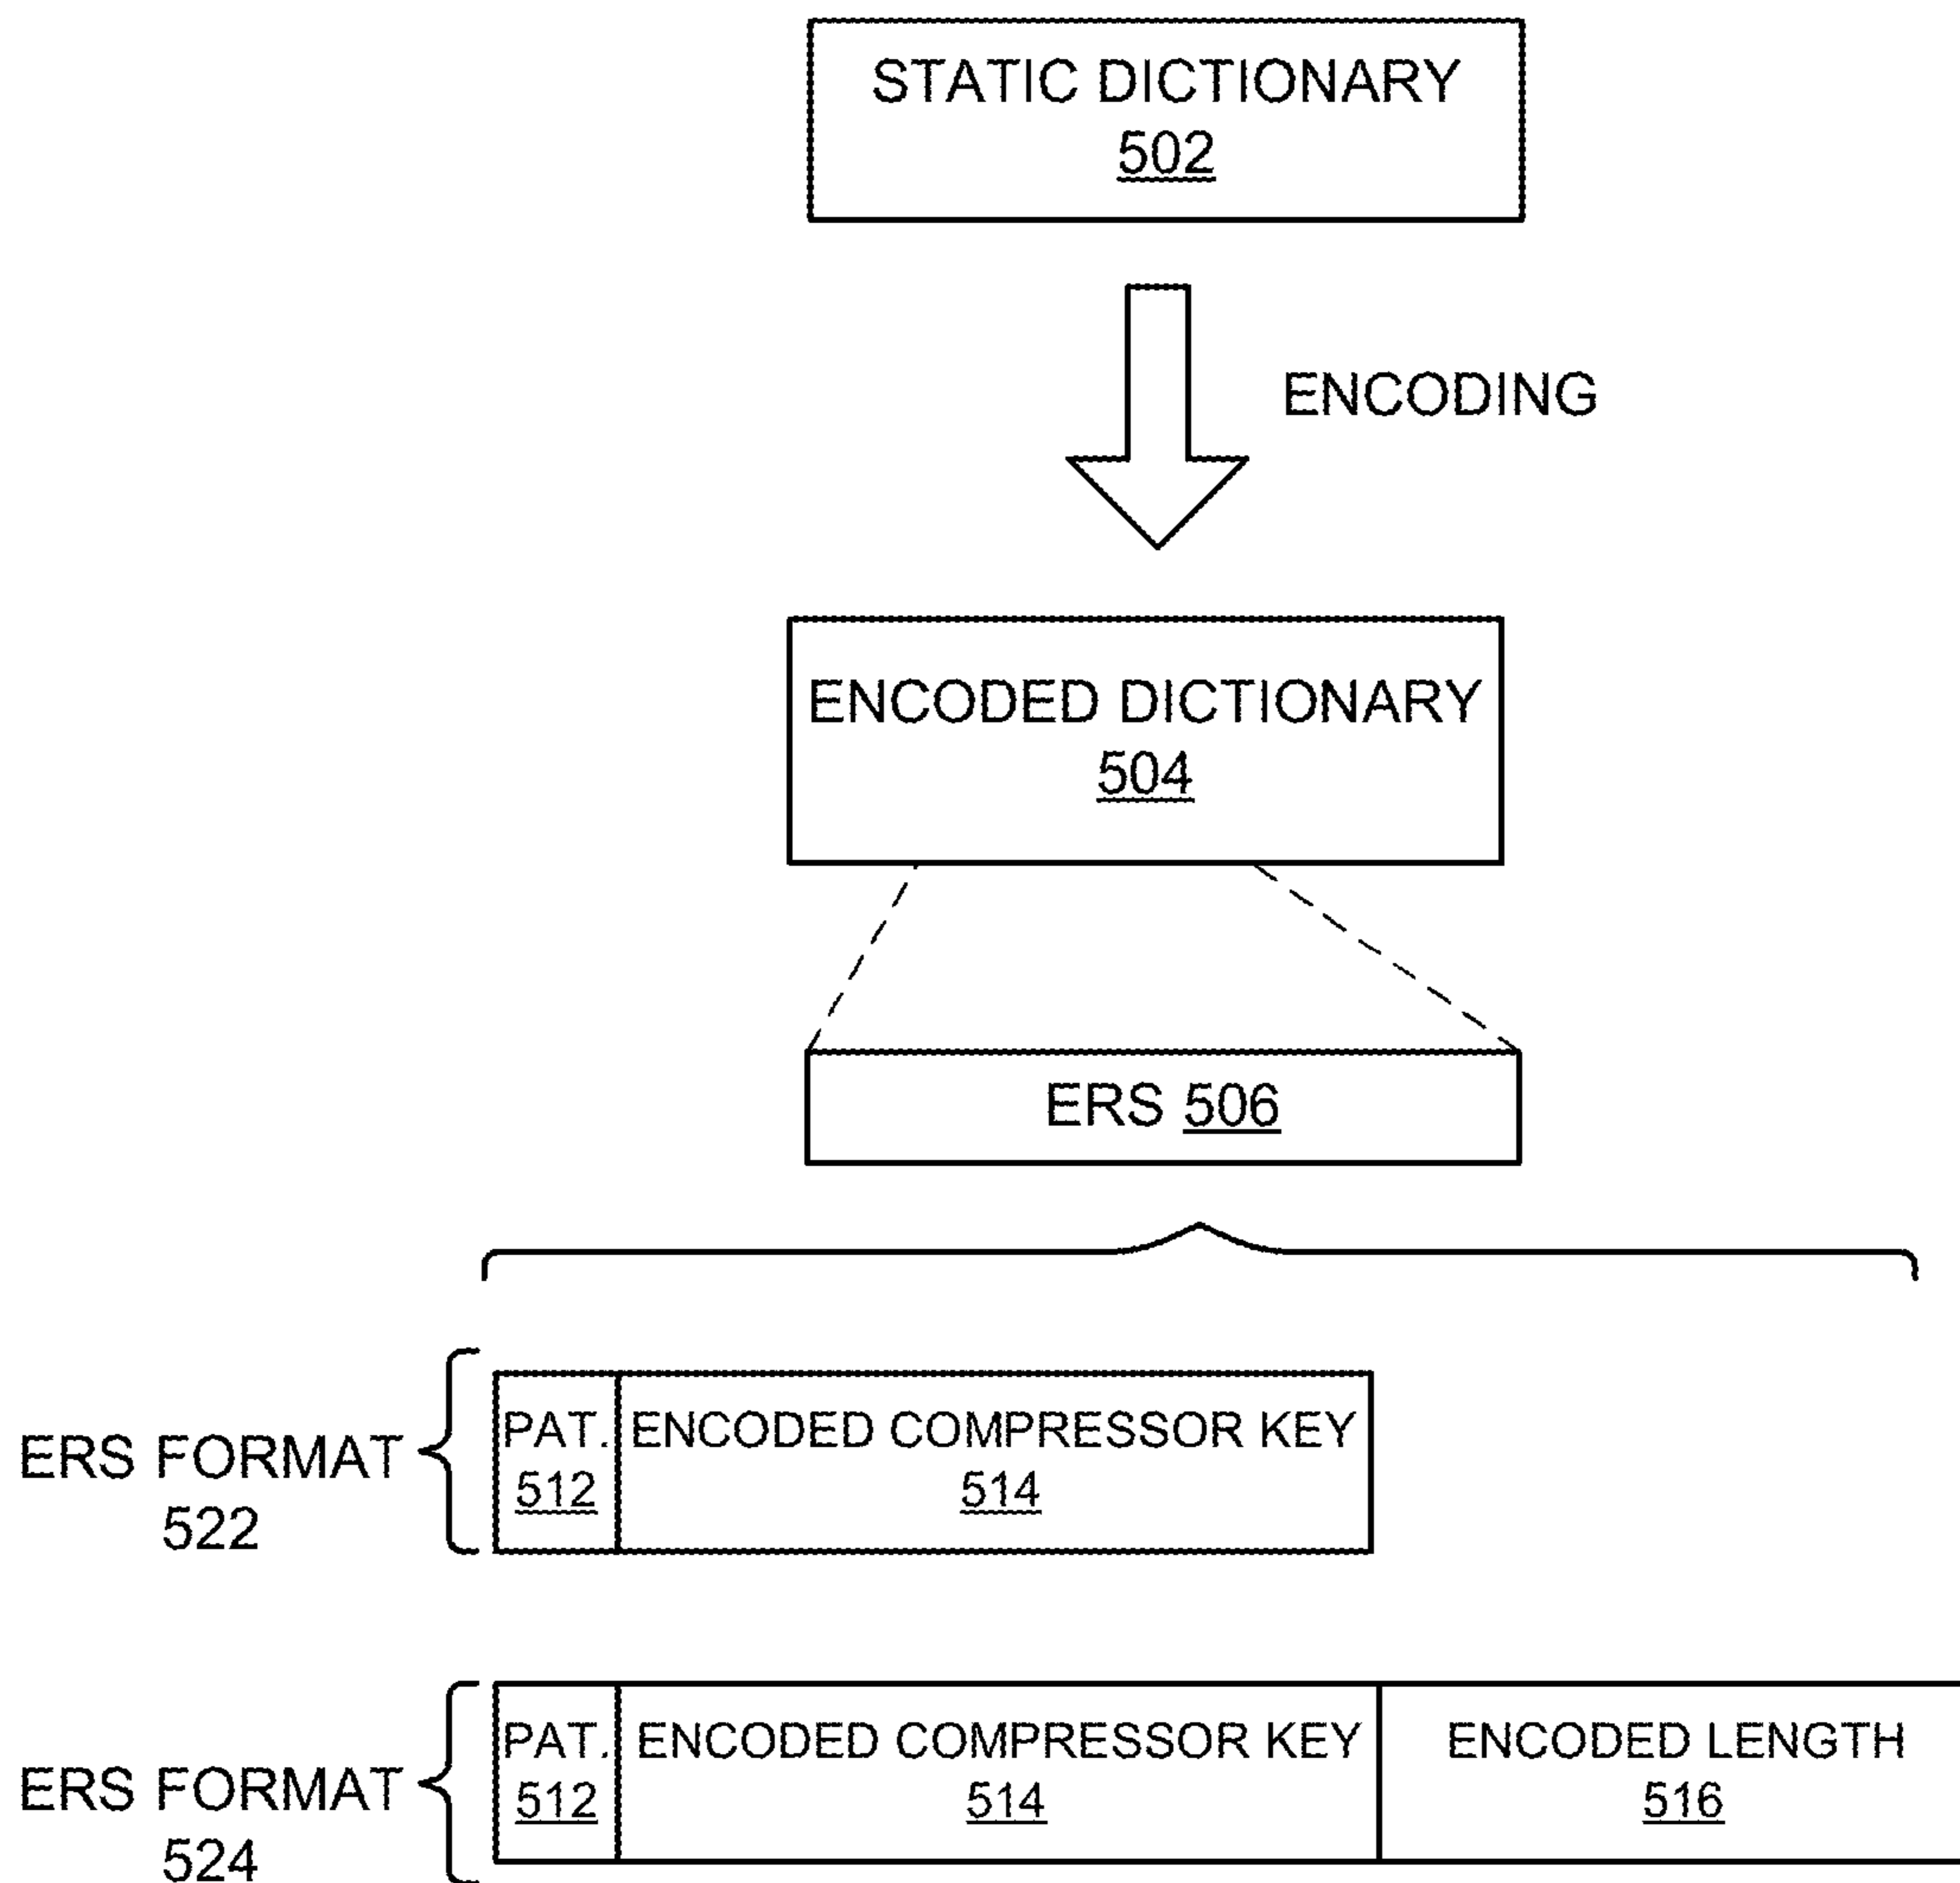 STATIC DICTIONARY
502
ENCODING
ENCODED DICTIONARY
504
ERS 506
ERS FORMAT
522
PAT.
512
ENCODED COMPRESSOR KEY
514
ERS FORMAT
524
PAT.
512
ENCODED COMPRESSOR KEY
514
ENCODED LENGTH
516